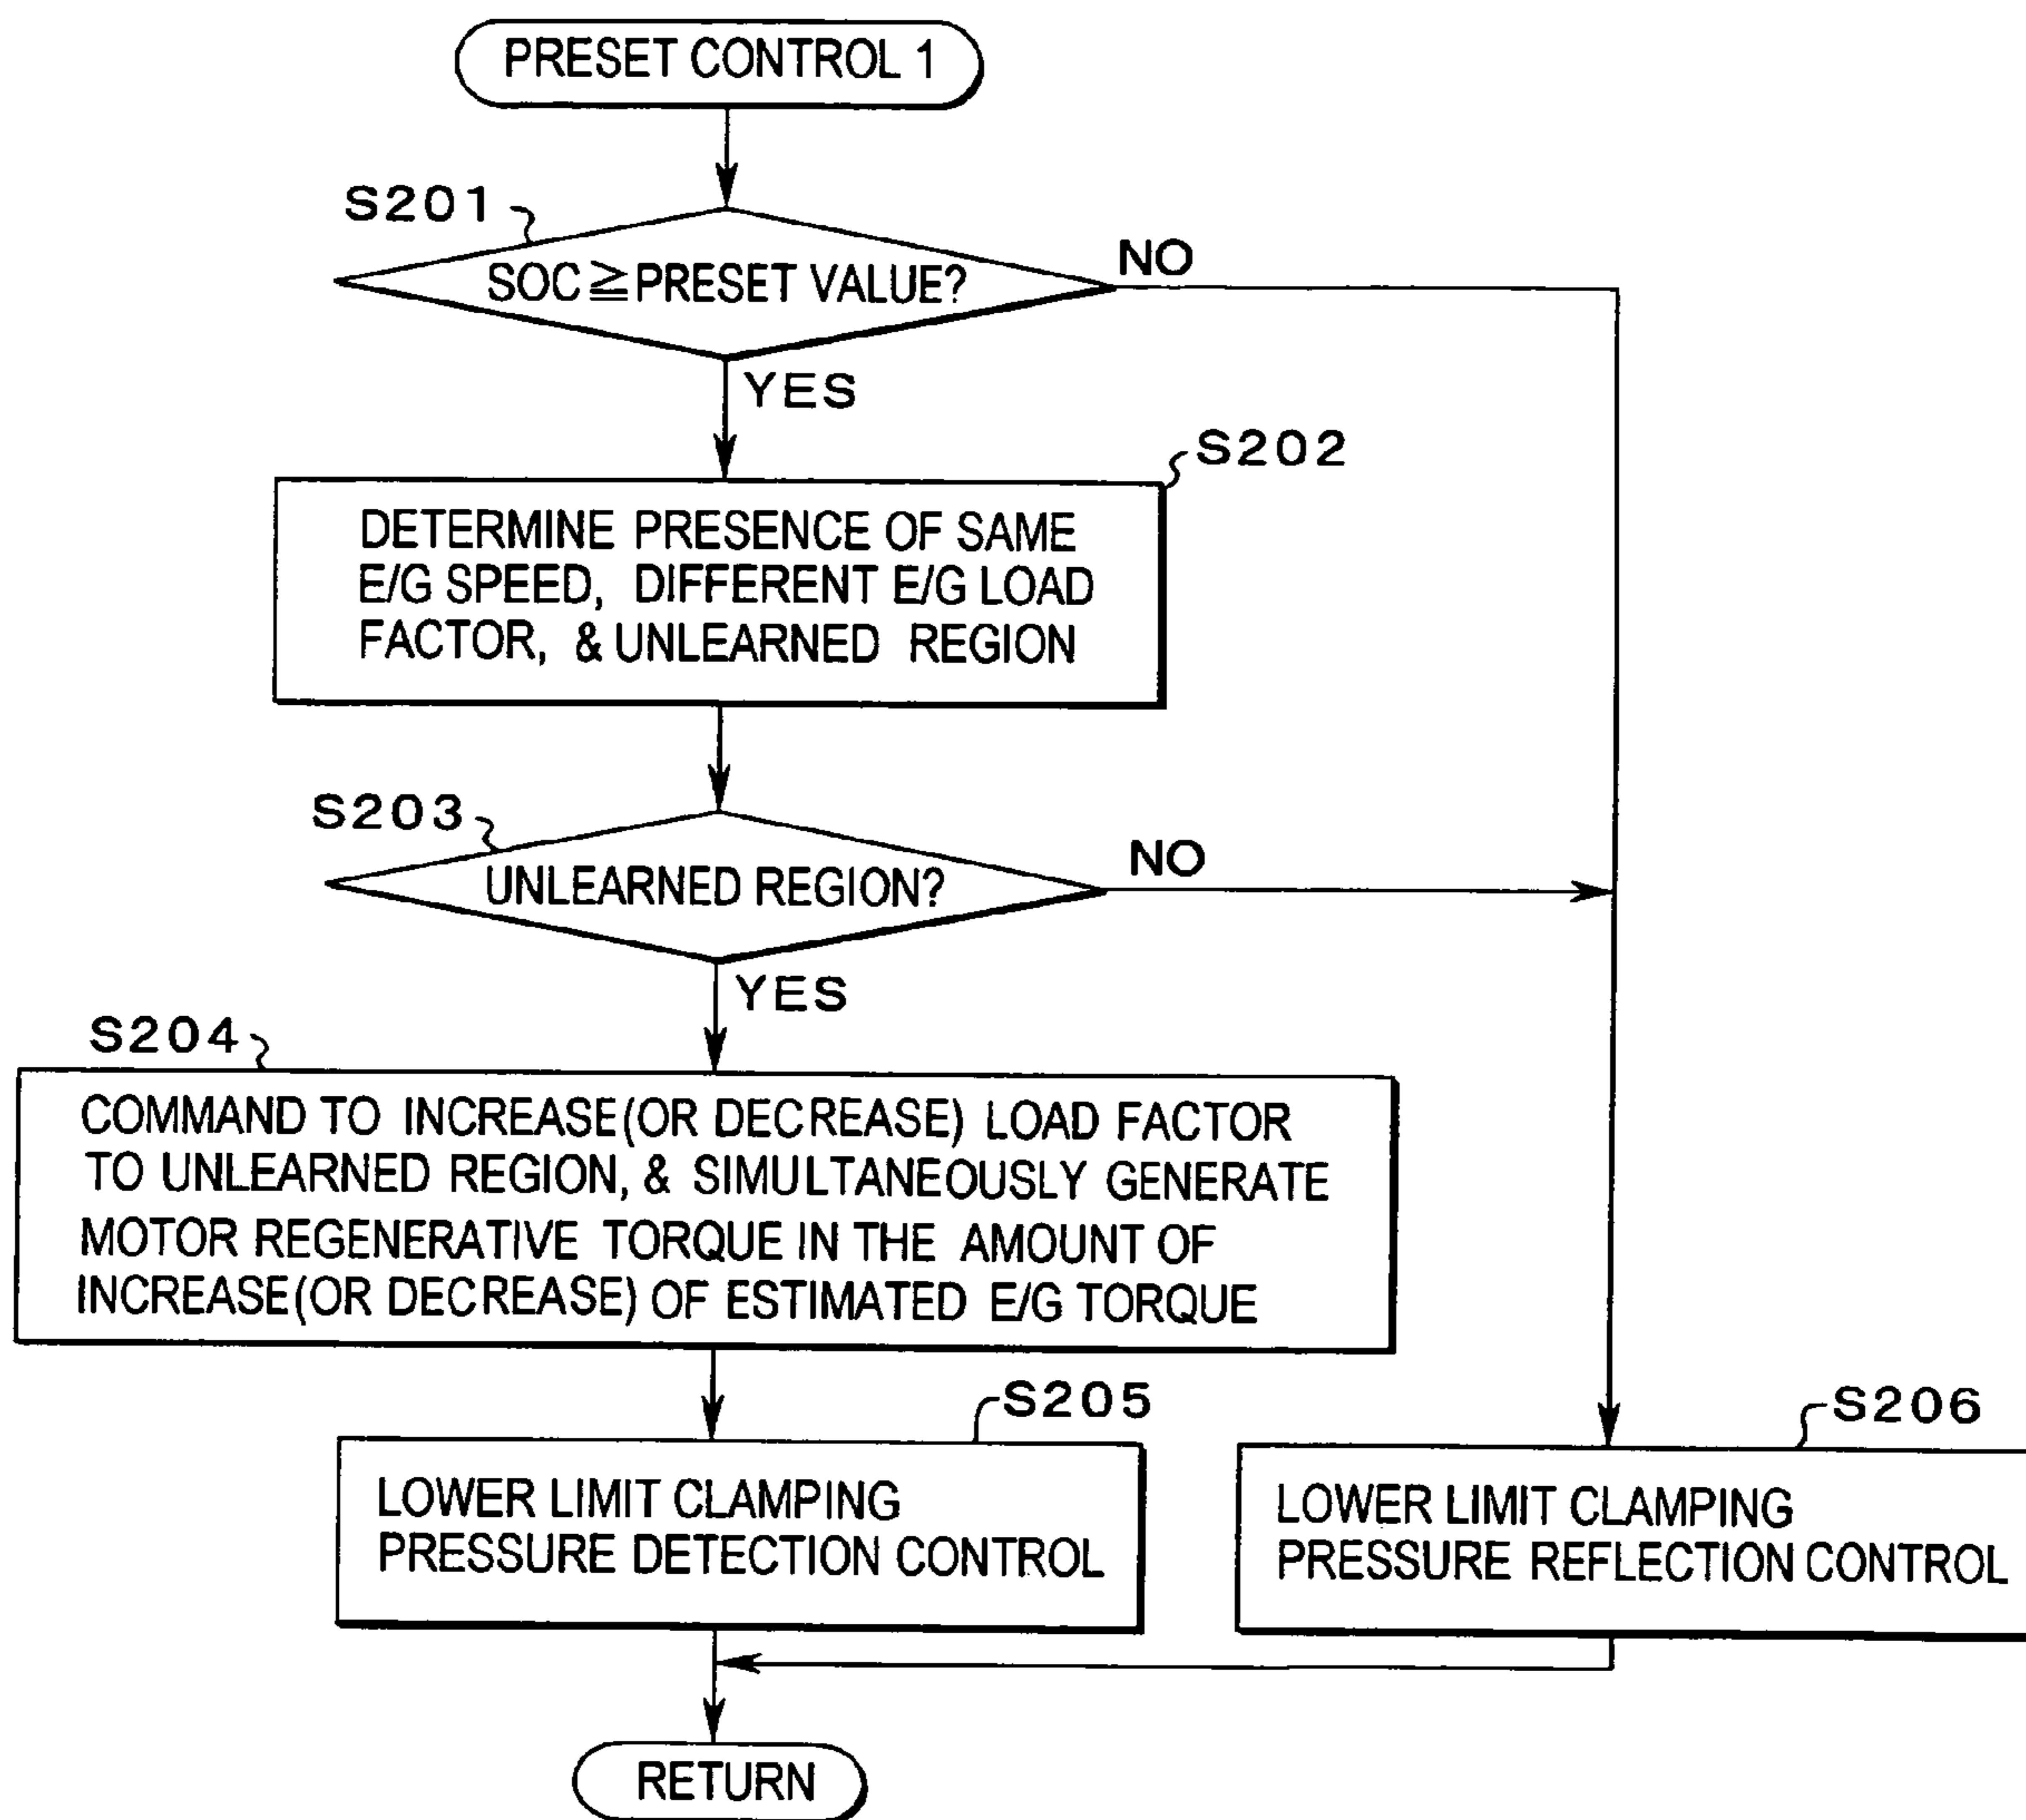 PRESET CONTROL 1
S201
SOC≧PRESET VALUE?
NO
YES
S202
DETERMINE PRESENCE OF SAME
E/G SPEED, DIFFERENT E/G LOAD
FACTOR, & UNLEARNED REGION
S203
UNLEARNED REGION?
NO
YES
S204
COMMAND TO INCREASE(OR DECREASE) LOAD FACTOR
TO UNLEARNED REGION, & SIMULTANEOUSLY GENERATE
MOTOR REGENERATIVE TORQUE IN THE AMOUNT OF
INCREASE(OR DECREASE) OF ESTIMATED E/G TORQUE
S205
LOWER LIMIT CLAMPING
PRESSURE DETECTION CONTROL
S206
LOWER LIMIT CLAMPING
PRESSURE REFLECTION CONTROL
RETURN